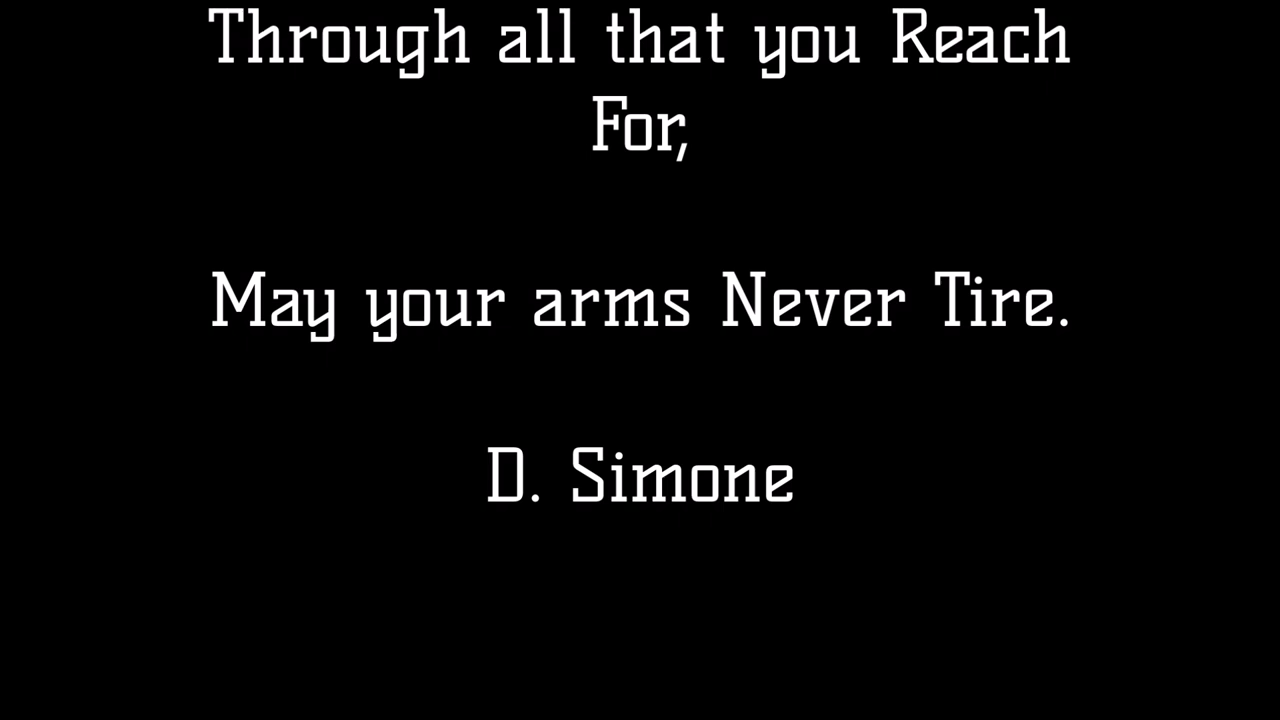 Through all that you Reach
For,
May your arms Never Tire.
D. Simone